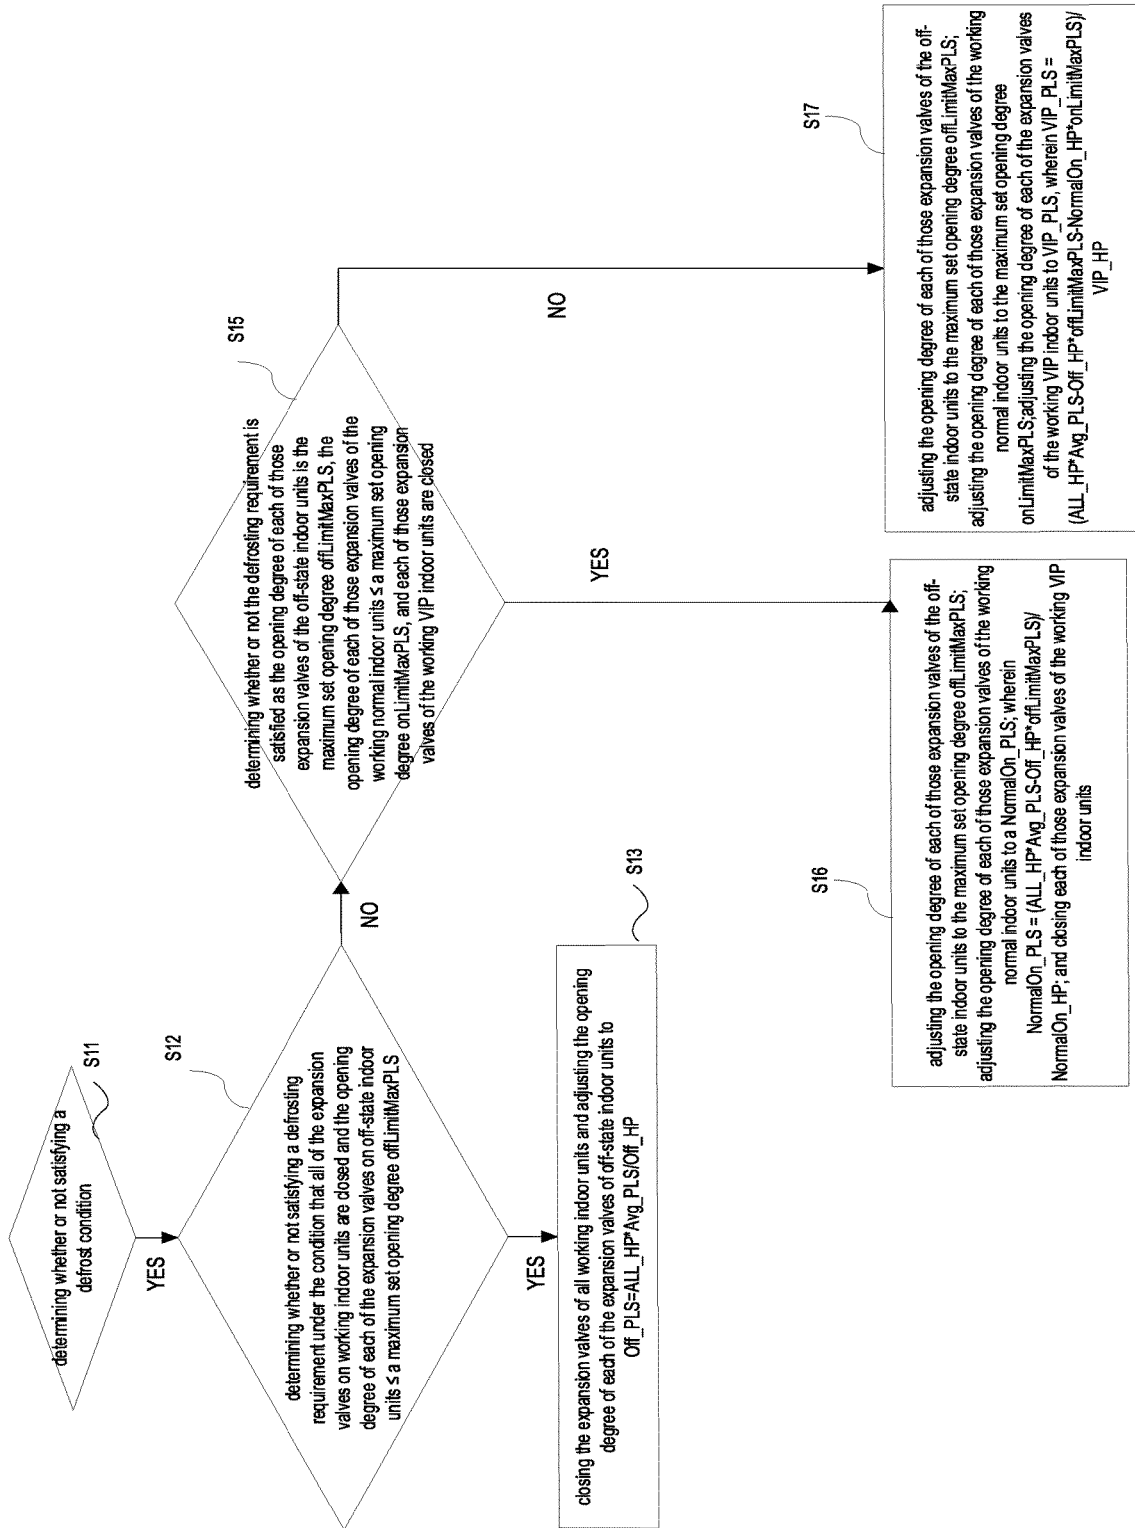 determining whether or not satisfying a
defrost condition
S11
YES
S12
determining whether or not satisfying a defrosting
requirement under the condition that all of the expansion
valves on working indoor units are closed and the opening
degree of each of the expansion valves on off-state indoor
units ≤ a maximum set opening degree offLimitMaxPLS
YES
NO
closing the expansion valves of all working indoor units and adjusting the opening
degree of each of the expansion valves of off-state indoor units to
Off_PLS=ALL_HP*Avg_PLS/Off_HP
S13
S15
determining whether or not the defrosting requirement is
satisfied as the opening degree of each of those
expansion valves of the off-state indoor units is the
maximum set opening degree offLimitMaxPLS, the
opening degree of each of those expansion valves of the
working normal indoor units ≤ a maximum set opening
degree onLimitMaxPLS, and each of those expansion
valves of the working VIP indoor units are closed
YES
NO
S16
adjusting the opening degree of each of those expansion valves of the off-
state indoor units to the maximum set opening degree offLimitMaxPLS;
adjusting the opening degree of each of those expansion valves of the working
normal indoor units to a NormalOn_PLS; wherein
NormalOn_PLS = (ALL_HP*Avg_PLS-Off_HP*offLimitMaxPLS)/
NormalOn_HP; and closing each of those expansion valves of the working VIP
indoor units
S17
adjusting the opening degree of each of those expansion valves of the off-
state indoor units to the maximum set opening degree offLimitMaxPLS;
adjusting the opening degree of each of those expansion valves of the working
normal indoor units to the maximum set opening degree
onLimitMaxPLS;adjusting the opening degree of each of the expansion valves
of the working VIP indoor units to VIP_PLS, wherein VIP_PLS =
(ALL_HP*Avg_PLS-Off_HP*offLimitMaxPLS-NormalOn_HP*onLimitMaxPLS)/
VIP_HP